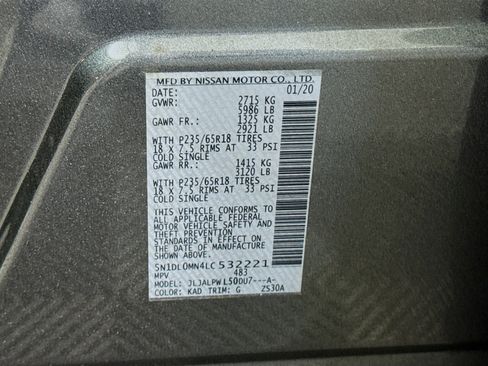 MFD BY NISSAN MOTOR CO., LTD.
DATE: 01/20
GVWR: 2715 KG
5986 LB
GAWR FR.: 1325 KG
2921 LB
WITH P235/65R18 TIRES
18 X 7.5 RIMS AT 33 PSI
COLD SINGLE
GAWR RR.: 1415 KG
3120 LB
WITH P235/65R18 TIRES
18 X 7.5 RIMS AT 33 PSI
COLD SINGLE
THIS VEHICLE CONFORMS TO
ALL APPLICABLE FEDERAL
MOTOR VEHICLE SAFETY
AND THEFT PREVENTION
STANDARDS IN EFFECT ON
THE DATE OF MANUFACTURE
SHOWN ABOVE.
5N1DL0MN4LC532221
MPV 483
MODEL: JLJALPWL50DU7---A-
COLOR: KAD TRIM: G ZS30A